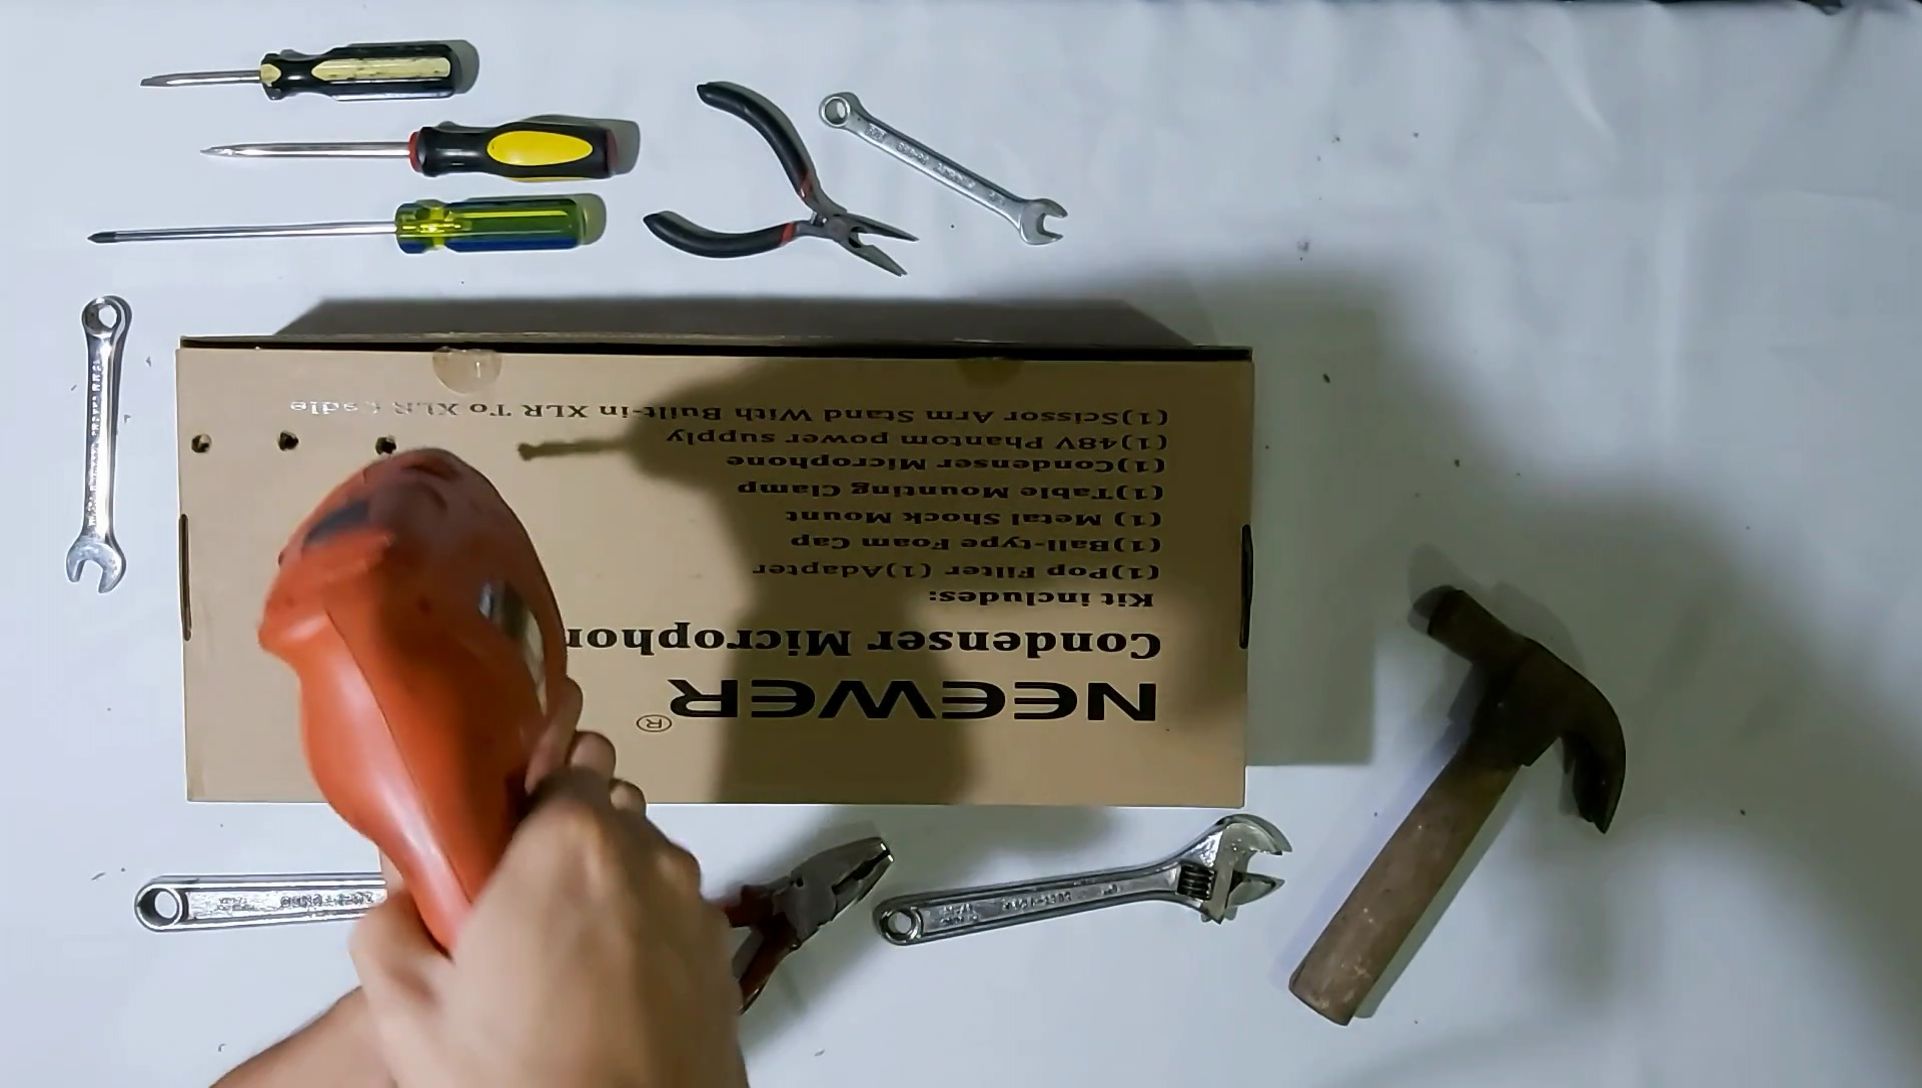 NEEWER®
Condenser Microphon
Kit includes:
(1)Pop Filter (1)Adapter
(1)Ball-type Foam Cap
(1) Metal Shock Mount
(1)Table Mounting Clamp
(1)Condenser Microphone
(1)48V Phantom power supply
(1)Scissor Arm Stand With Built-in XLR To XLR Cable